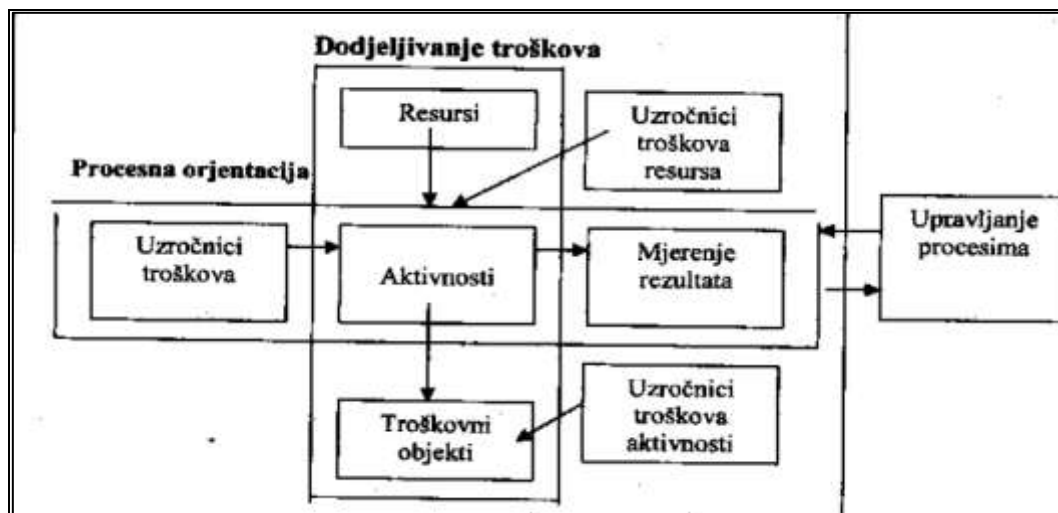 Dodjeljivanje troškova
Resursi
Uzročnici
troškova
resursa
Procesna orjentacija
Uzročnici
troškova
Aktivnosti
Mjerenje
rezultata
Upravljanje
procesima
Troškovni
objekti
Uzročnici
troškova
aktivnosti